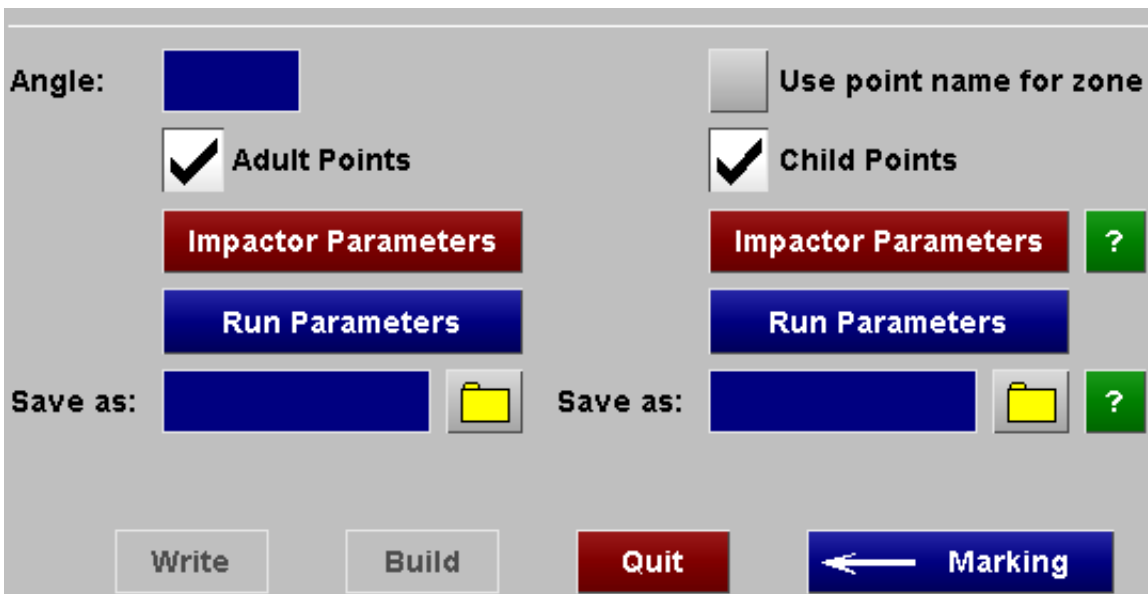 Angle: Use point name for zone
Adult Points Child Points
Impactor Parameters Impactor Parameters ?
Run Parameters Run Parameters
Save as: Save as: ?
Write Build Quit Marking